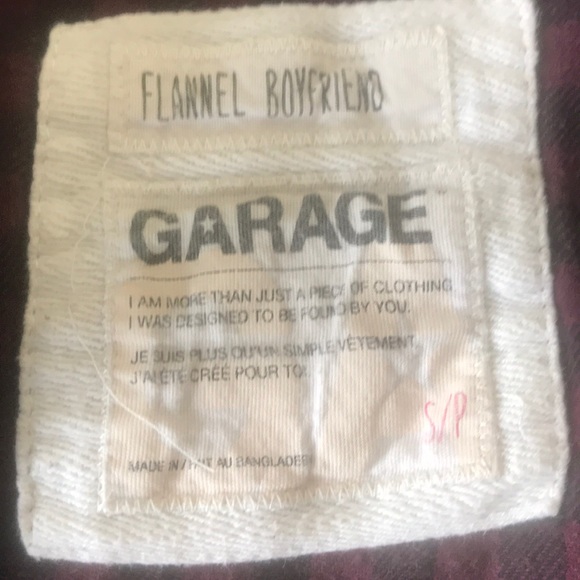 FLANNEL BOYFRIEND
GARAGE™
I AM MORE THAN JUST A PIECE OF CLOTHING
I WAS DESIGNED TO BE FOUND BY YOU.
JE SUIS PLUS QU'UN SIMPLE VÊTEMENT,
J'AI ÉTÉ CRÉÉ POUR TOI.
S/P
MADE IN / FAIT AU BANGLADESH